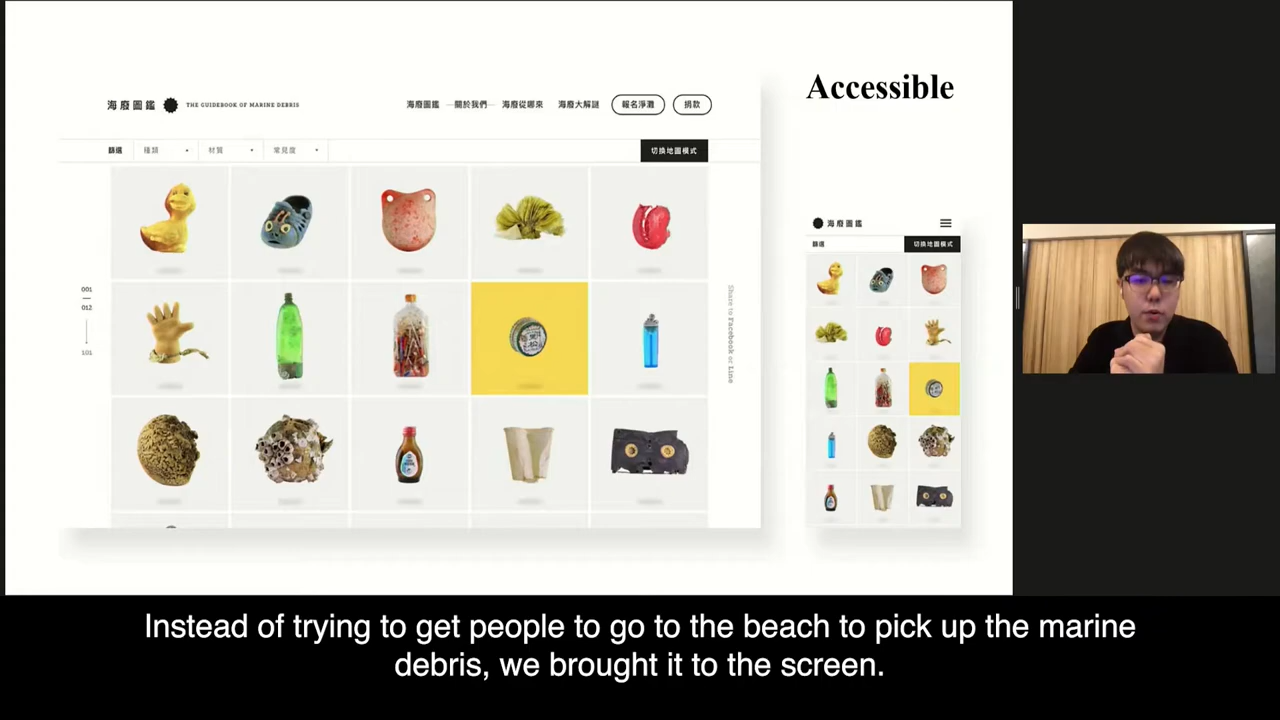 Accessible
海廢圖鑑 THE GUIDEBOOK OF MARINE DEBRIS
海廢圖鑑 關於我們 海廢從哪來 海廢大解謎 報名淨灘 捐款
篩選 種類 材質 常見度 切換地圖模式
001
012
101
Share to Facebook or Line
海廢圖鑑
篩選 切換地圖模式
Instead of trying to get people to go to the beach to pick up the marine
debris, we brought it to the screen.